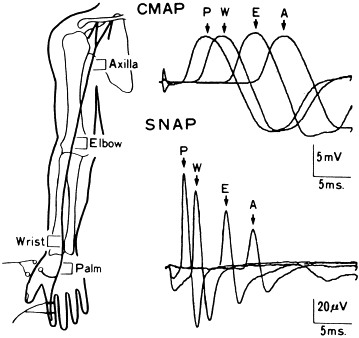 CMAP
P W E A
Axilla
5mV
5ms.
Elbow
SNAP
P
W
E
A
Wrist
Palm
20μV
5ms.